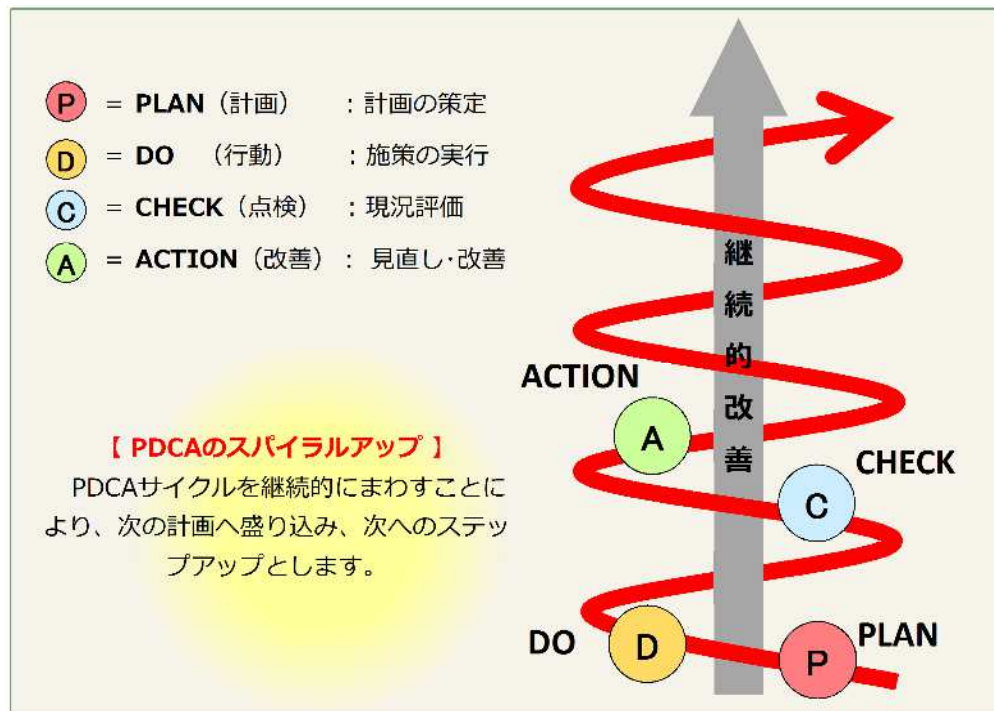 P = PLAN（計画） ：計画の策定
D = DO （行動） ：施策の実行
C = CHECK（点検） ：現況評価
A = ACTION（改善）： 見直し・改善
【 PDCAのスパイラルアップ 】
PDCAサイクルを継続的にまわすことに
より、次の計画へ盛り込み、次へのステッ
プアップとします。
継続的改善
ACTION
A
CHECK
C
DO
D
PLAN
P